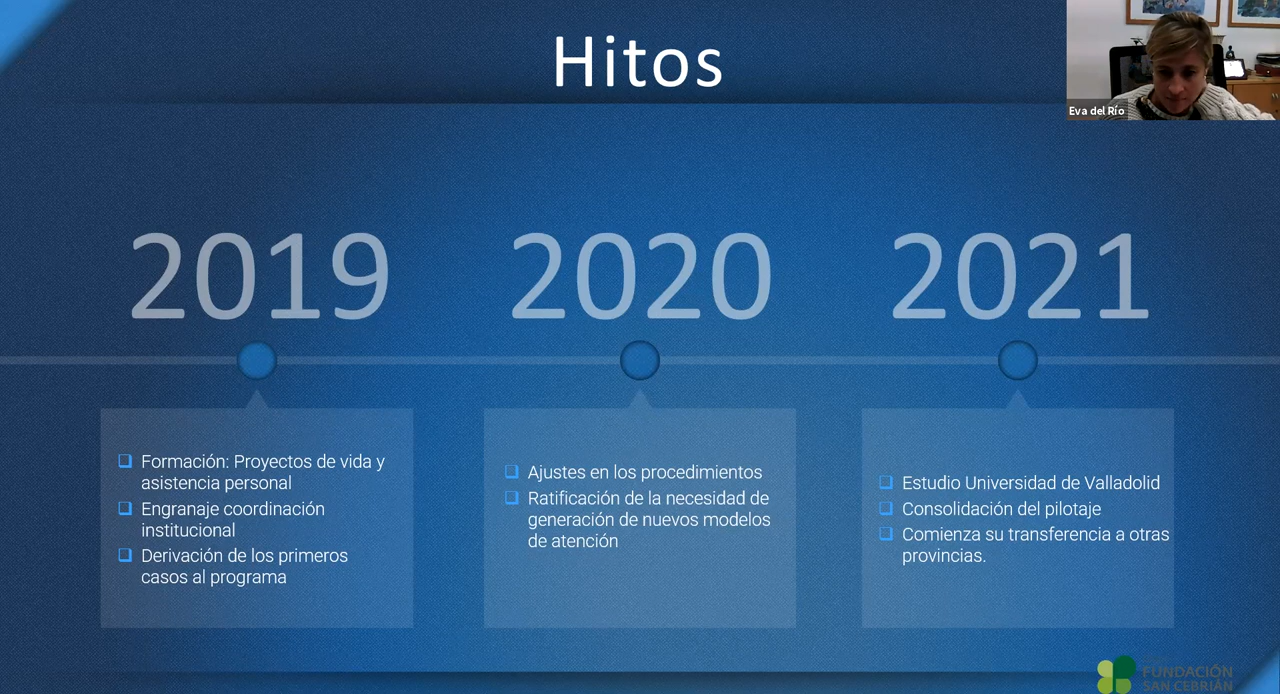 Hitos
Eva del Río
2019
2020
2021
Formación: Proyectos de vida y
asistencia personal
Engranaje coordinación
institucional
Derivación de los primeros
casos al programa
Ajustes en los procedimientos
Ratificación de la necesidad de
generación de nuevos modelos
de atención
Estudio Universidad de Valladolid
Consolidación del pilotaje
Comienza su transferencia a otras
provincias.
FUNDACIÓN
SAN CEBRIÁN